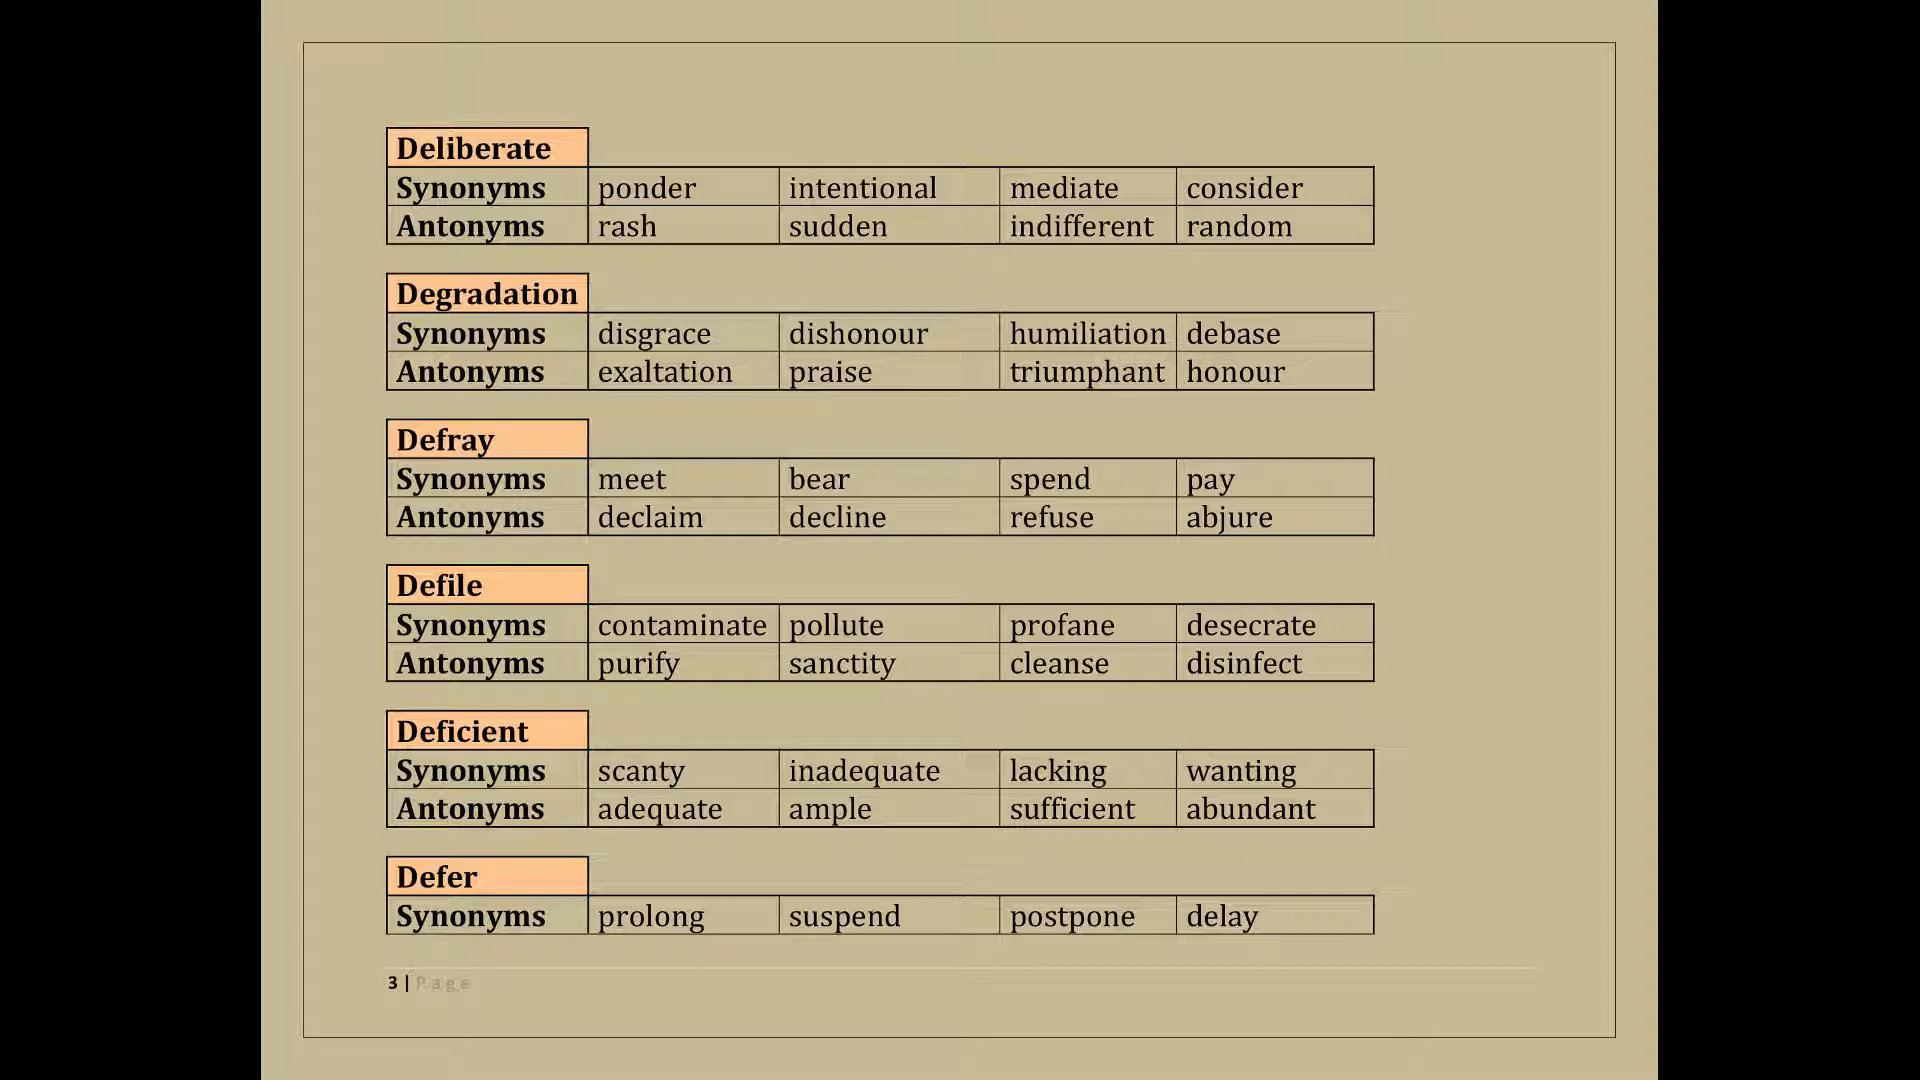 Deliberate
Synonyms ponder intentional mediate consider
Antonyms rash sudden indifferent random
Degradation
Synonyms disgrace dishonour humiliation debase
Antonyms exaltation praise triumphant honour
Defray
Synonyms meet bear spend pay
Antonyms declaim decline refuse abjure
Defile
Synonyms contaminate pollute profane desecrate
Antonyms purify sanctity cleanse disinfect
Deficient
Synonyms scanty inadequate lacking wanting
Antonyms adequate ample sufficient abundant
Defer
Synonyms prolong suspend postpone delay
3 | Page